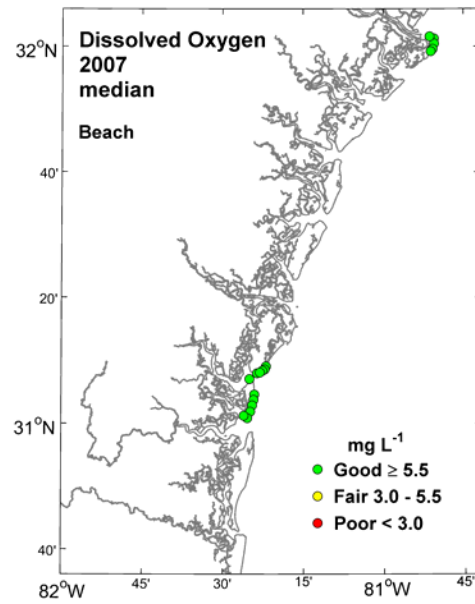 Dissolved Oxygen
2007
median
Beach
32°N
40'
20'
31°N
40'
mg L⁻¹
Good ≥ 5.5
Fair 3.0 - 5.5
Poor < 3.0
82°W 45' 30' 15' 81°W 45'